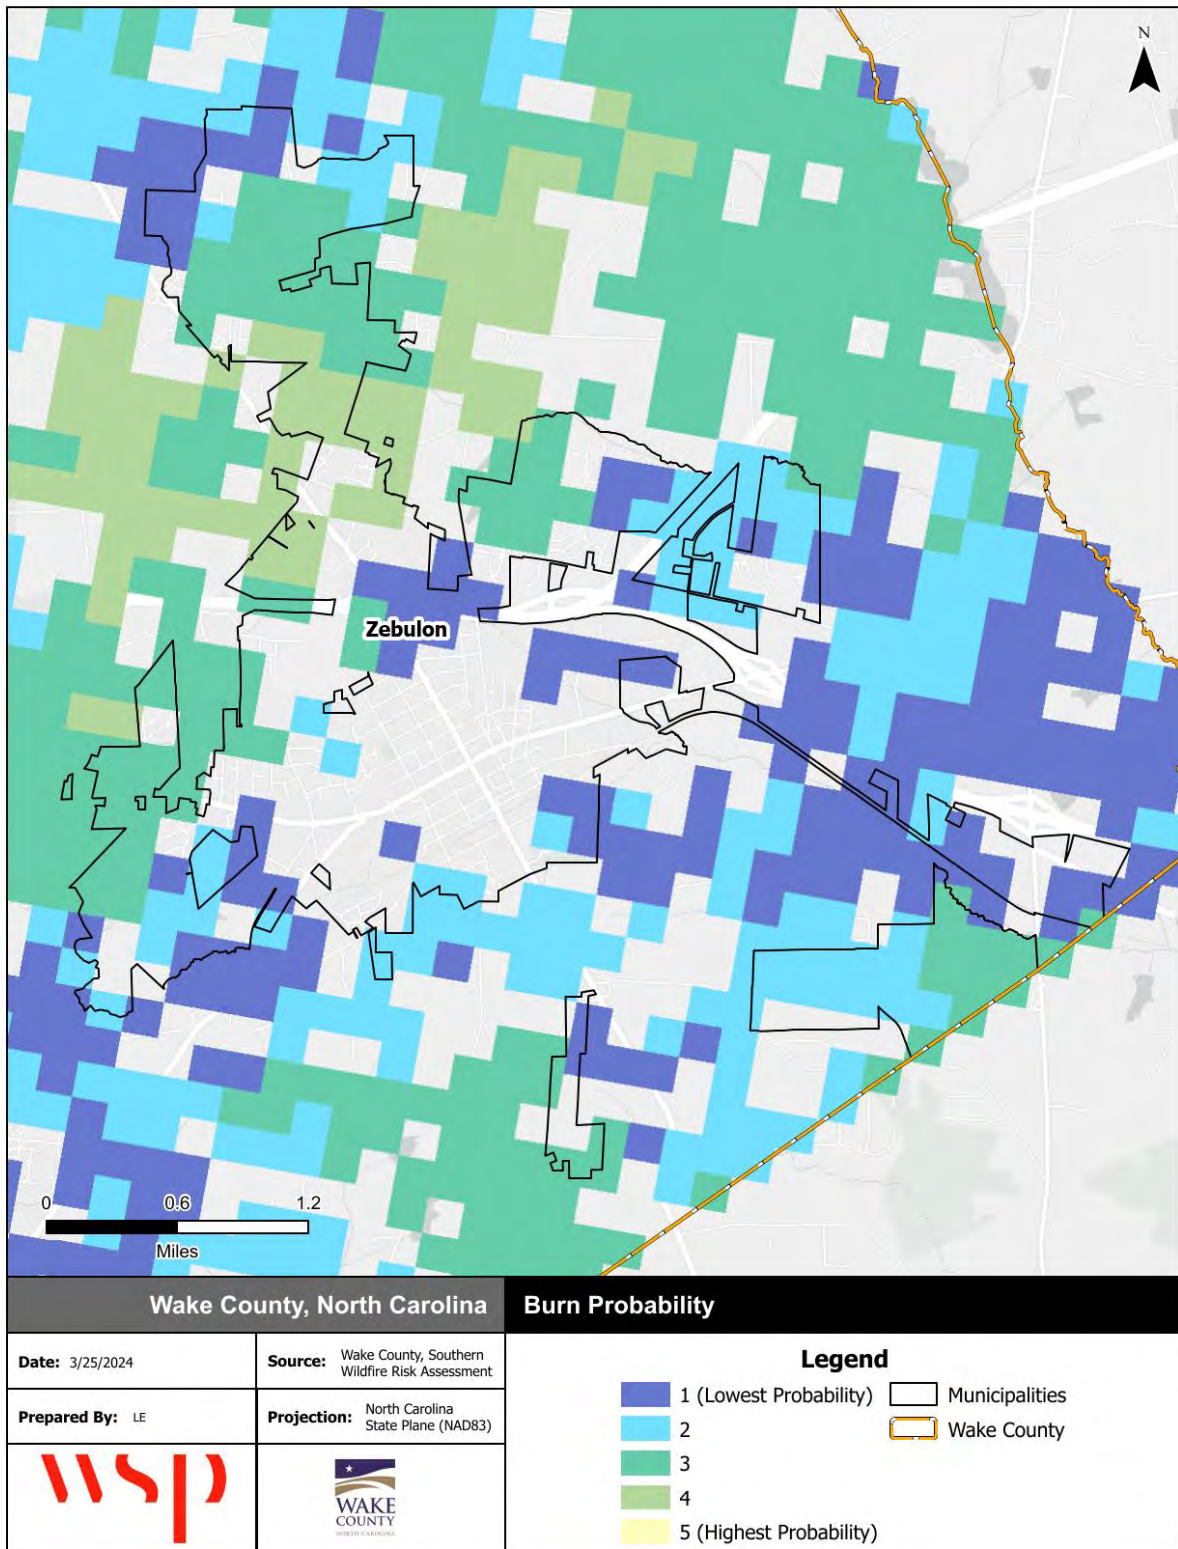 N
Zebulon
0 0.6 1.2
Miles
Wake County, North Carolina
Burn Probability
Date: 3/25/2024
Source: Wake County, Southern
Wildfire Risk Assessment
Prepared By: LE
Projection: North Carolina
State Plane (NAD83)
wsp
WAKE
COUNTY
NORTH CAROLINA
Legend
1 (Lowest Probability)
2
3
4
5 (Highest Probability)
Municipalities
Wake County